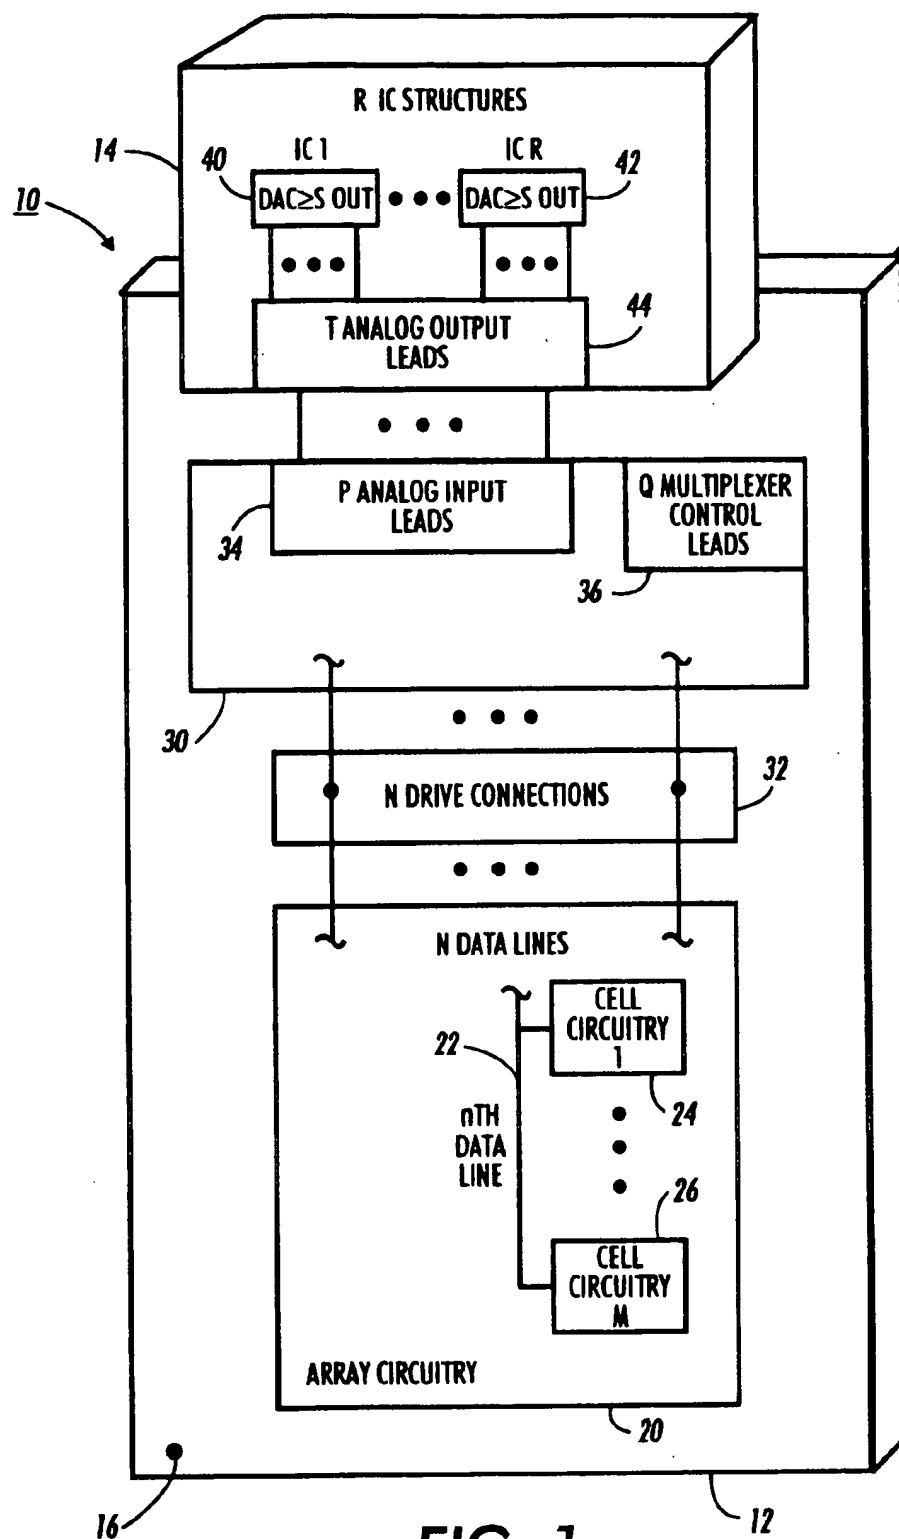 R IC STRUCTURES
14
IC 1
IC R
40
42
DAC≥S OUT
DAC≥S OUT
10
T ANALOG OUTPUT
LEADS
44
P ANALOG INPUT
LEADS
34
Q MULTIPLEXER
CONTROL
LEADS
36
30
N DRIVE CONNECTIONS
32
N DATA LINES
CELL
CIRCUITRY
1
22
24
nTH
DATA
LINE
26
CELL
CIRCUITRY
M
ARRAY CIRCUITRY
20
16
12
FIG. 1